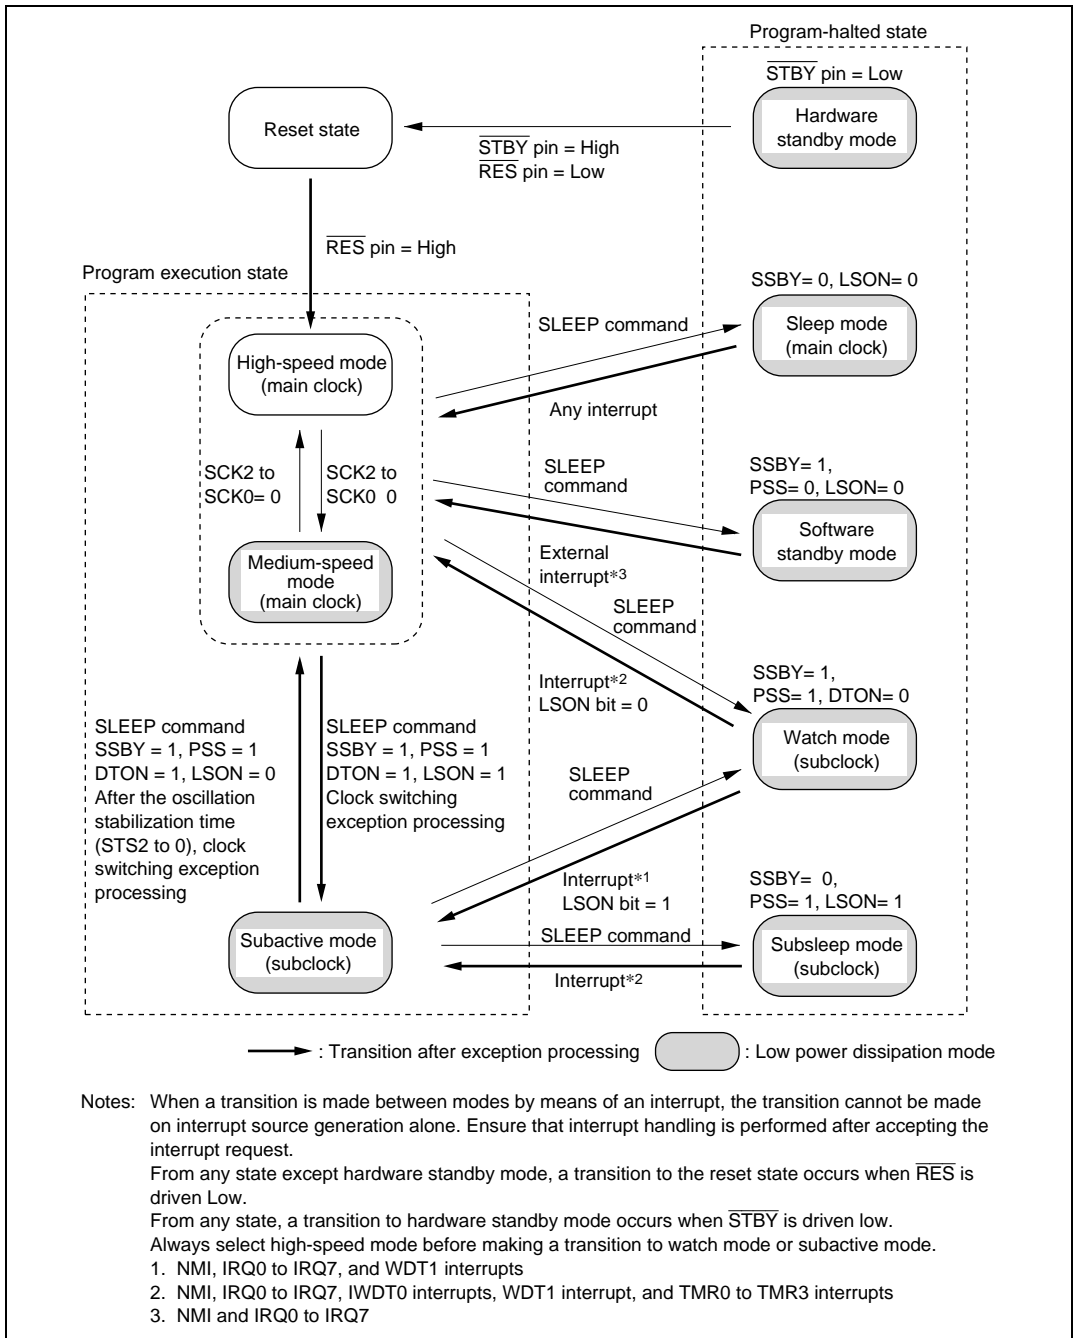 Program-halted state
STBY pin = Low
Hardware
standby mode
Reset state
STBY pin = High
RES pin = Low
RES pin = High
Program execution state
SSBY= 0, LSON= 0
Sleep mode
(main clock)
SLEEP command
Any interrupt
High-speed mode
(main clock)
SCK2 to
SCK0= 0
SCK2 to
SCK0 0
Medium-speed
mode
(main clock)
SLEEP
command
SSBY= 1,
PSS= 0, LSON= 0
Software
standby mode
External
interrupt*3
SLEEP
command
Interrupt*2
LSON bit = 0
SSBY= 1,
PSS= 1, DTON= 0
Watch mode
(subclock)
SLEEP command
SSBY = 1, PSS = 1
DTON = 1, LSON = 0
After the oscillation
stabilization time
(STS2 to 0), clock
switching exception
processing
SLEEP command
SSBY = 1, PSS = 1
DTON = 1, LSON = 1
Clock switching
exception processing
SLEEP
command
Interrupt*1
LSON bit = 1
SSBY= 0,
PSS= 1, LSON= 1
Subactive mode
(subclock)
SLEEP command
Subsleep mode
(subclock)
Interrupt*2
: Transition after exception processing
: Low power dissipation mode
Notes: When a transition is made between modes by means of an interrupt, the transition cannot be made
on interrupt source generation alone. Ensure that interrupt handling is performed after accepting the
interrupt request.
From any state except hardware standby mode, a transition to the reset state occurs when RES is
driven Low.
From any state, a transition to hardware standby mode occurs when STBY is driven low.
Always select high-speed mode before making a transition to watch mode or subactive mode.
1. NMI, IRQ0 to IRQ7, and WDT1 interrupts
2. NMI, IRQ0 to IRQ7, IWDT0 interrupts, WDT1 interrupt, and TMR0 to TMR3 interrupts
3. NMI and IRQ0 to IRQ7